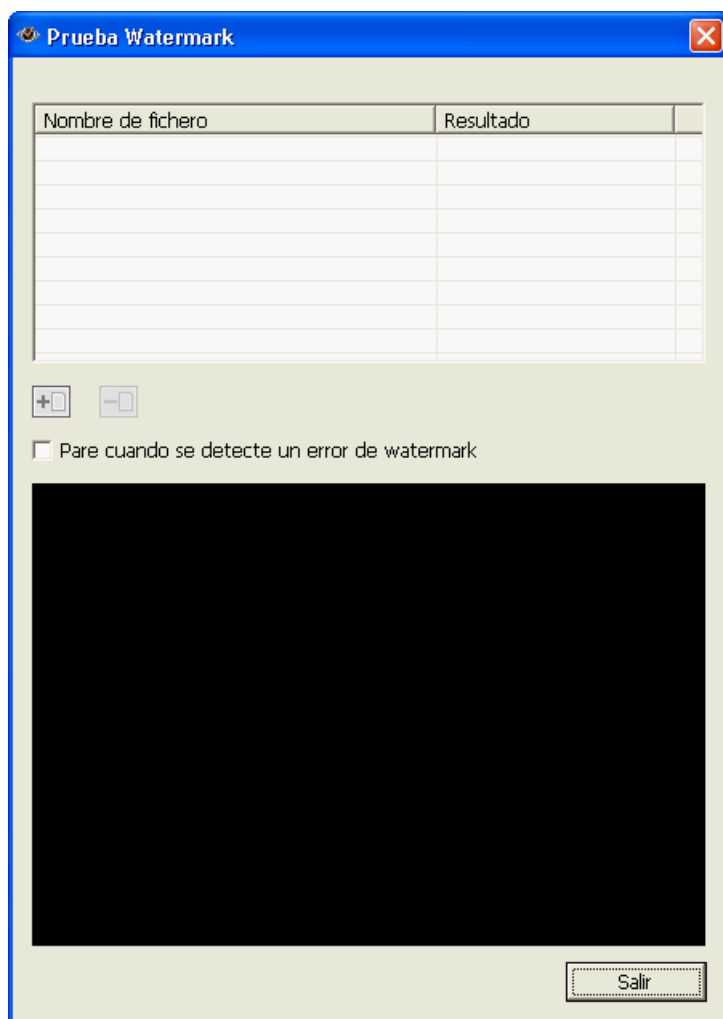 Prueba Watermark
Nombre de fichero Resultado
Pare cuando se detecte un error de watermark
Salir